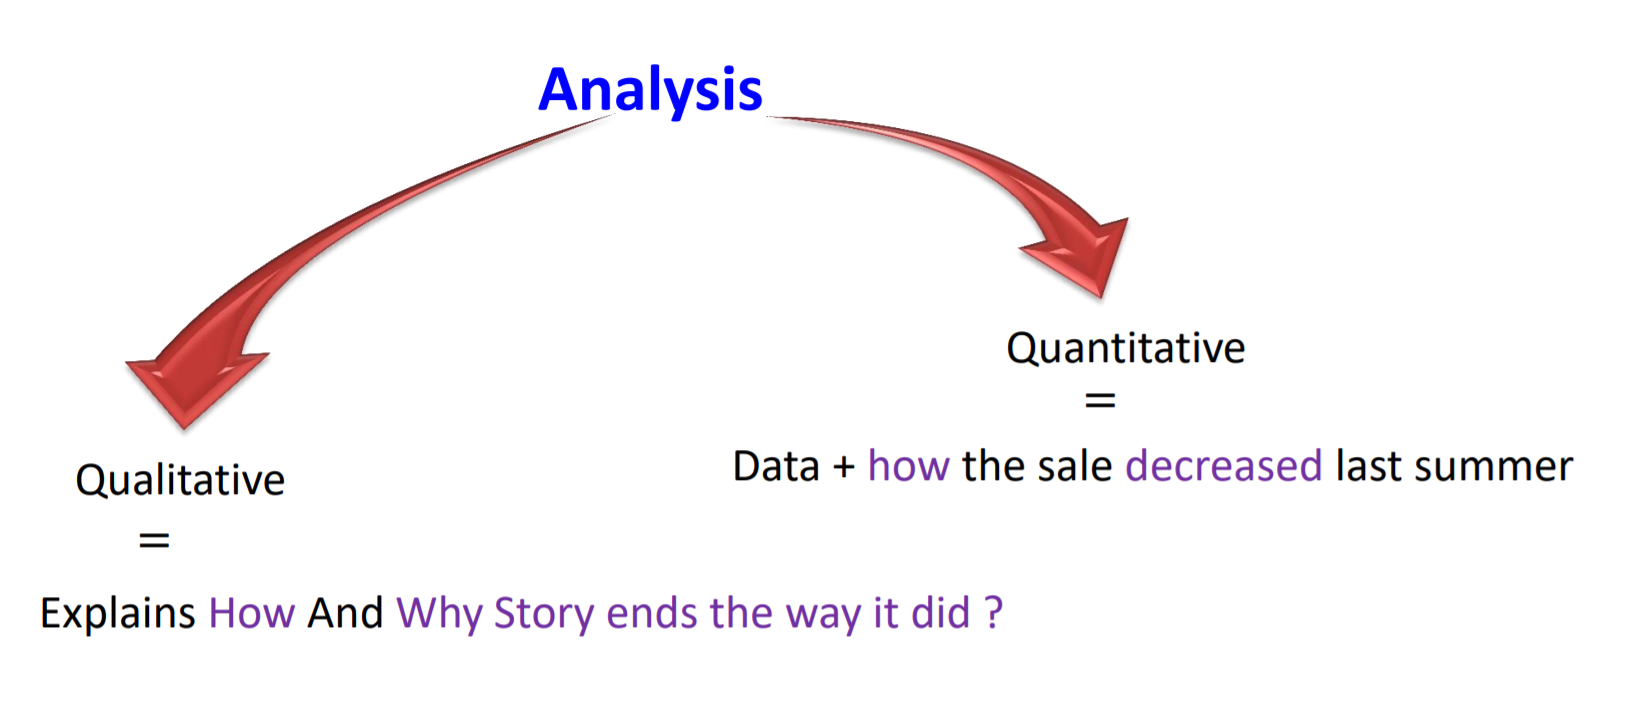 Analysis
Quantitative
=
Data + how the sale decreased last summer
Qualitative
=
Explains How And Why Story ends the way it did ?